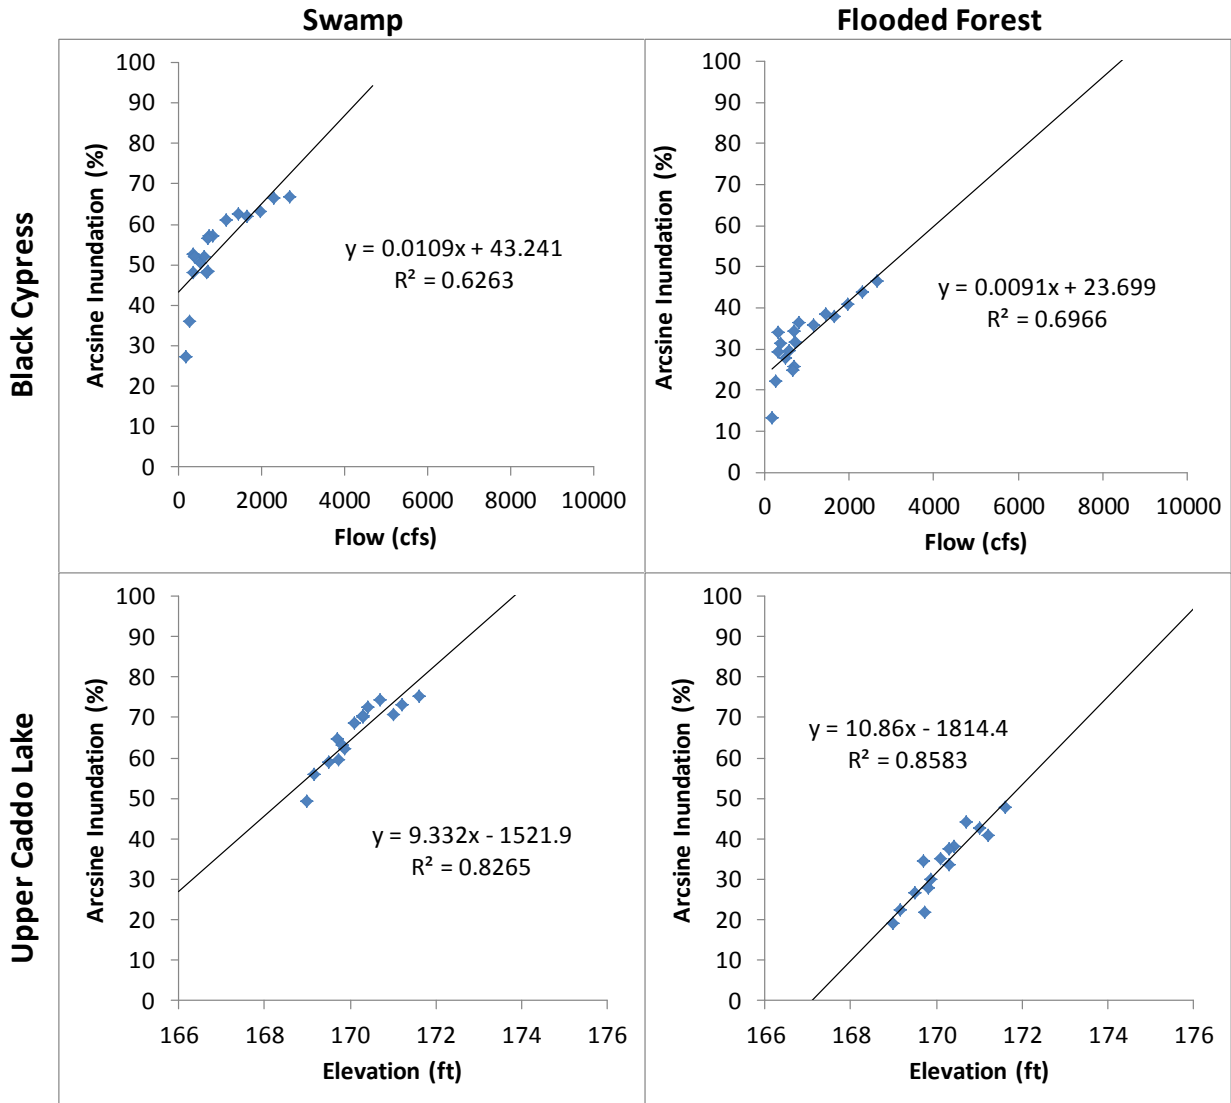 Swamp
Flooded Forest
Black Cypress
Arcsine Inundation (%)
100
90
80
70
60
50
40
30
20
10
0
y = 0.0109x + 43.241
R² = 0.6263
0 2000 4000 6000 8000 10000
Flow (cfs)
Arcsine Inundation (%)
100
90
80
70
60
50
40
30
20
10
0
y = 0.0091x + 23.699
R² = 0.6966
0 2000 4000 6000 8000 10000
Flow (cfs)
Upper Caddo Lake
Arcsine Inundation (%)
100
90
80
70
60
50
40
30
20
10
0
y = 9.332x - 1521.9
R² = 0.8265
166 168 170 172 174 176
Elevation (ft)
Arcsine Inundation (%)
100
90
80
70
60
50
40
30
20
10
0
y = 10.86x - 1814.4
R² = 0.8583
166 168 170 172 174 176
Elevation (ft)